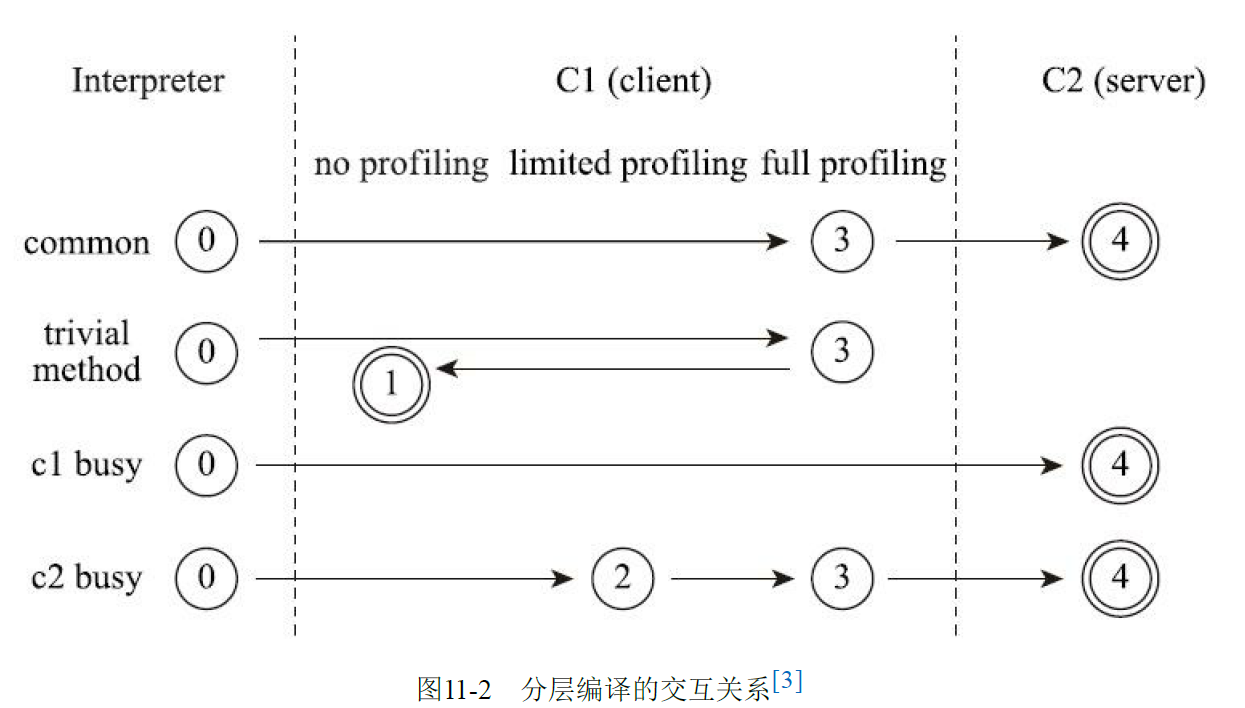 Interpreter C1 (client) C2 (server)
no profiling limited profiling full profiling
common 0 3 4
trivial
method 0 3
1
c1 busy 0 4
c2 busy 0 2 3 4
图11-2 分层编译的交互关系[3]